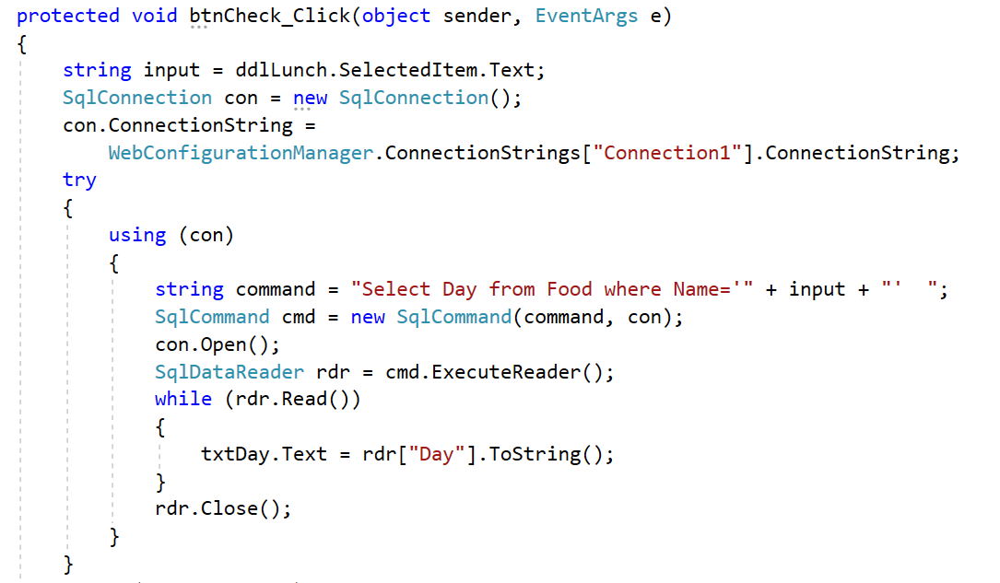 protected void btnCheck_Click(object sender, EventArgs e)
{
    string input = ddlLunch.SelectedItem.Text;
    SqlConnection con = new SqlConnection();
    con.ConnectionString =
        WebConfigurationManager.ConnectionStrings["Connection1"].ConnectionString;
    try
    {
        using (con)
        {
            string command = "Select Day from Food where Name='" + input + "'  ";
            SqlCommand cmd = new SqlCommand(command, con);
            con.Open();
            SqlDataReader rdr = cmd.ExecuteReader();
            while (rdr.Read())
            {
                txtDay.Text = rdr["Day"].ToString();
            }
            rdr.Close();
        }
    }